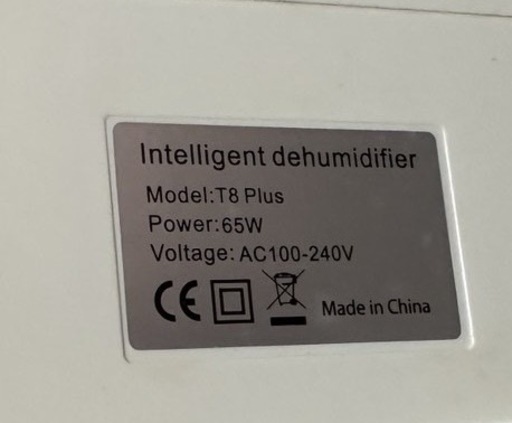 Intelligent dehumidifier
Model:T8 Plus
Power:65W
Voltage: AC100-240V
CE
Made in China